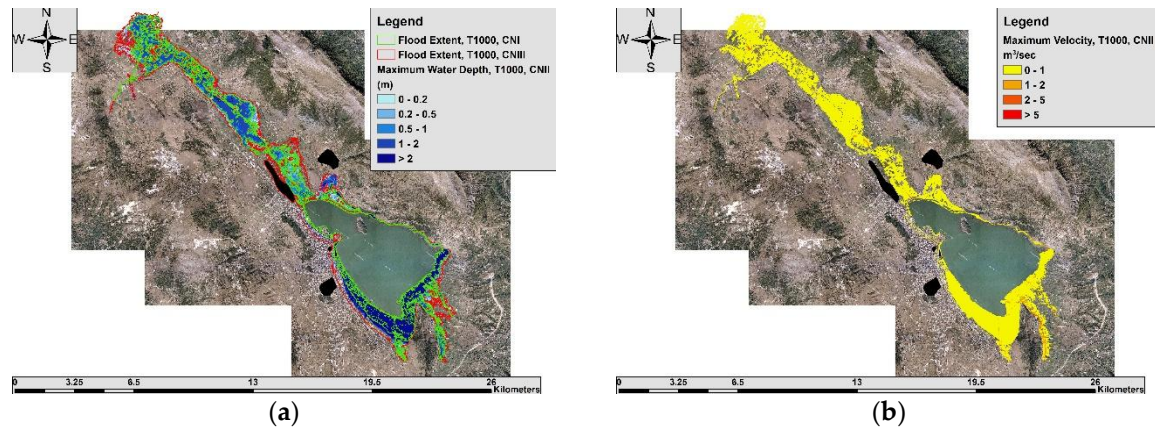 N
W E
S
Legend
Flood Extent, T1000, CNI
Flood Extent, T1000, CNIII
Maximum Water Depth, T1000, CNII
(m)
0 - 0.2
0.2 - 0.5
0.5 - 1
1 - 2
> 2
0 3.25 6.5 13 19.5 26
Kilometers
(a)
N
W E
S
Legend
Maximum Velocity, T1000, CNII
m³/sec
0 - 1
1 - 2
2 - 5
> 5
0 3.25 6.5 13 19.5 26
Kilometers
(b)